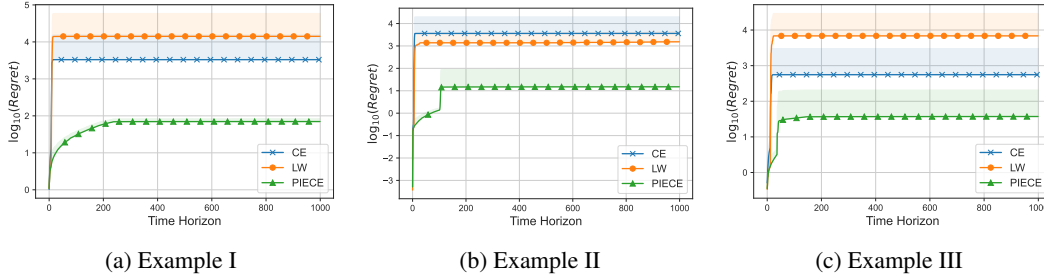 5
4
3
2
1
0
log₁₀(Regret)
0 200 400 600 800 1000
Time Horizon
CE
LW
PIECE
(a) Example I
4
3
2
1
0
−1
−2
−3
log₁₀(Regret)
0 200 400 600 800 1000
Time Horizon
CE
LW
PIECE
(b) Example II
4
3
2
1
0
log₁₀(Regret)
0 200 400 600 800 1000
Time Horizon
CE
LW
PIECE
(c) Example III